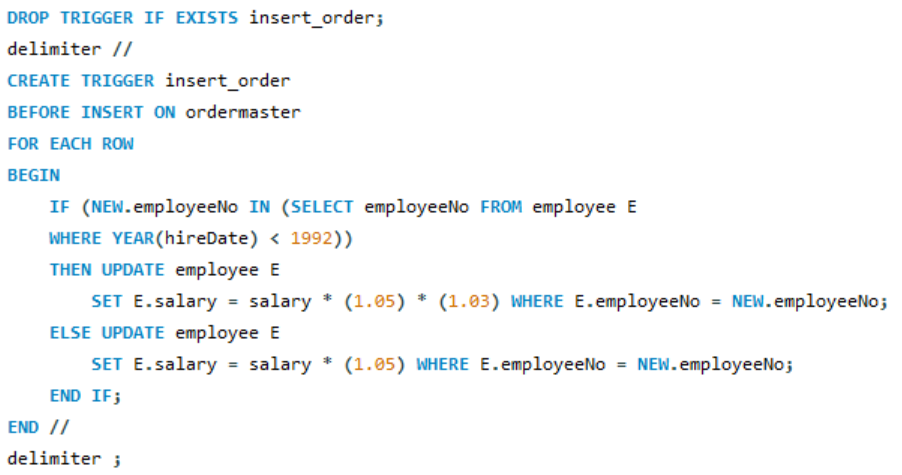 DROP TRIGGER IF EXISTS insert_order;
delimiter //
CREATE TRIGGER insert_order
BEFORE INSERT ON ordermaster
FOR EACH ROW
BEGIN
    IF (NEW.employeeNo IN (SELECT employeeNo FROM employee E
    WHERE YEAR(hireDate) < 1992))
    THEN UPDATE employee E
        SET E.salary = salary * (1.05) * (1.03) WHERE E.employeeNo = NEW.employeeNo;
    ELSE UPDATE employee E
        SET E.salary = salary * (1.05) WHERE E.employeeNo = NEW.employeeNo;
    END IF;
END //
delimiter ;